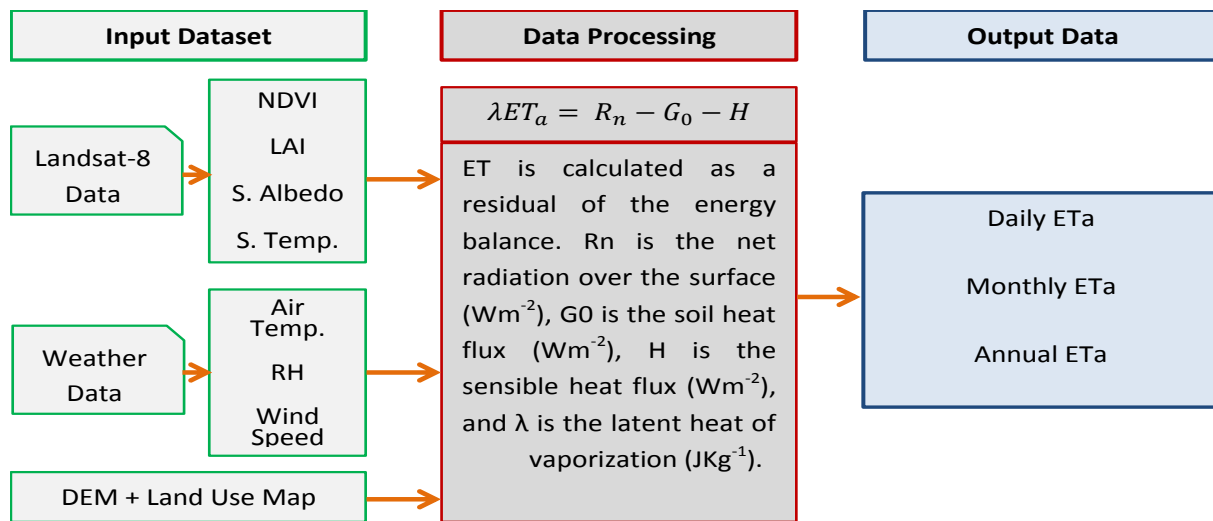 Input Dataset
Data Processing
Output Data
Landsat-8
Data
NDVI
LAI
S. Albedo
S. Temp.
Weather
Data
Air
Temp.
RH
Wind
Speed
DEM + Land Use Map
λETₐ = Rₙ − G₀ − H
ET is calculated as a
residual of the energy
balance. Rn is the net
radiation over the surface
(Wm⁻²), G0 is the soil heat
flux (Wm⁻²), H is the
sensible heat flux (Wm⁻²),
and λ is the latent heat of
vaporization (JKg⁻¹).
Daily ETa
Monthly ETa
Annual ETa